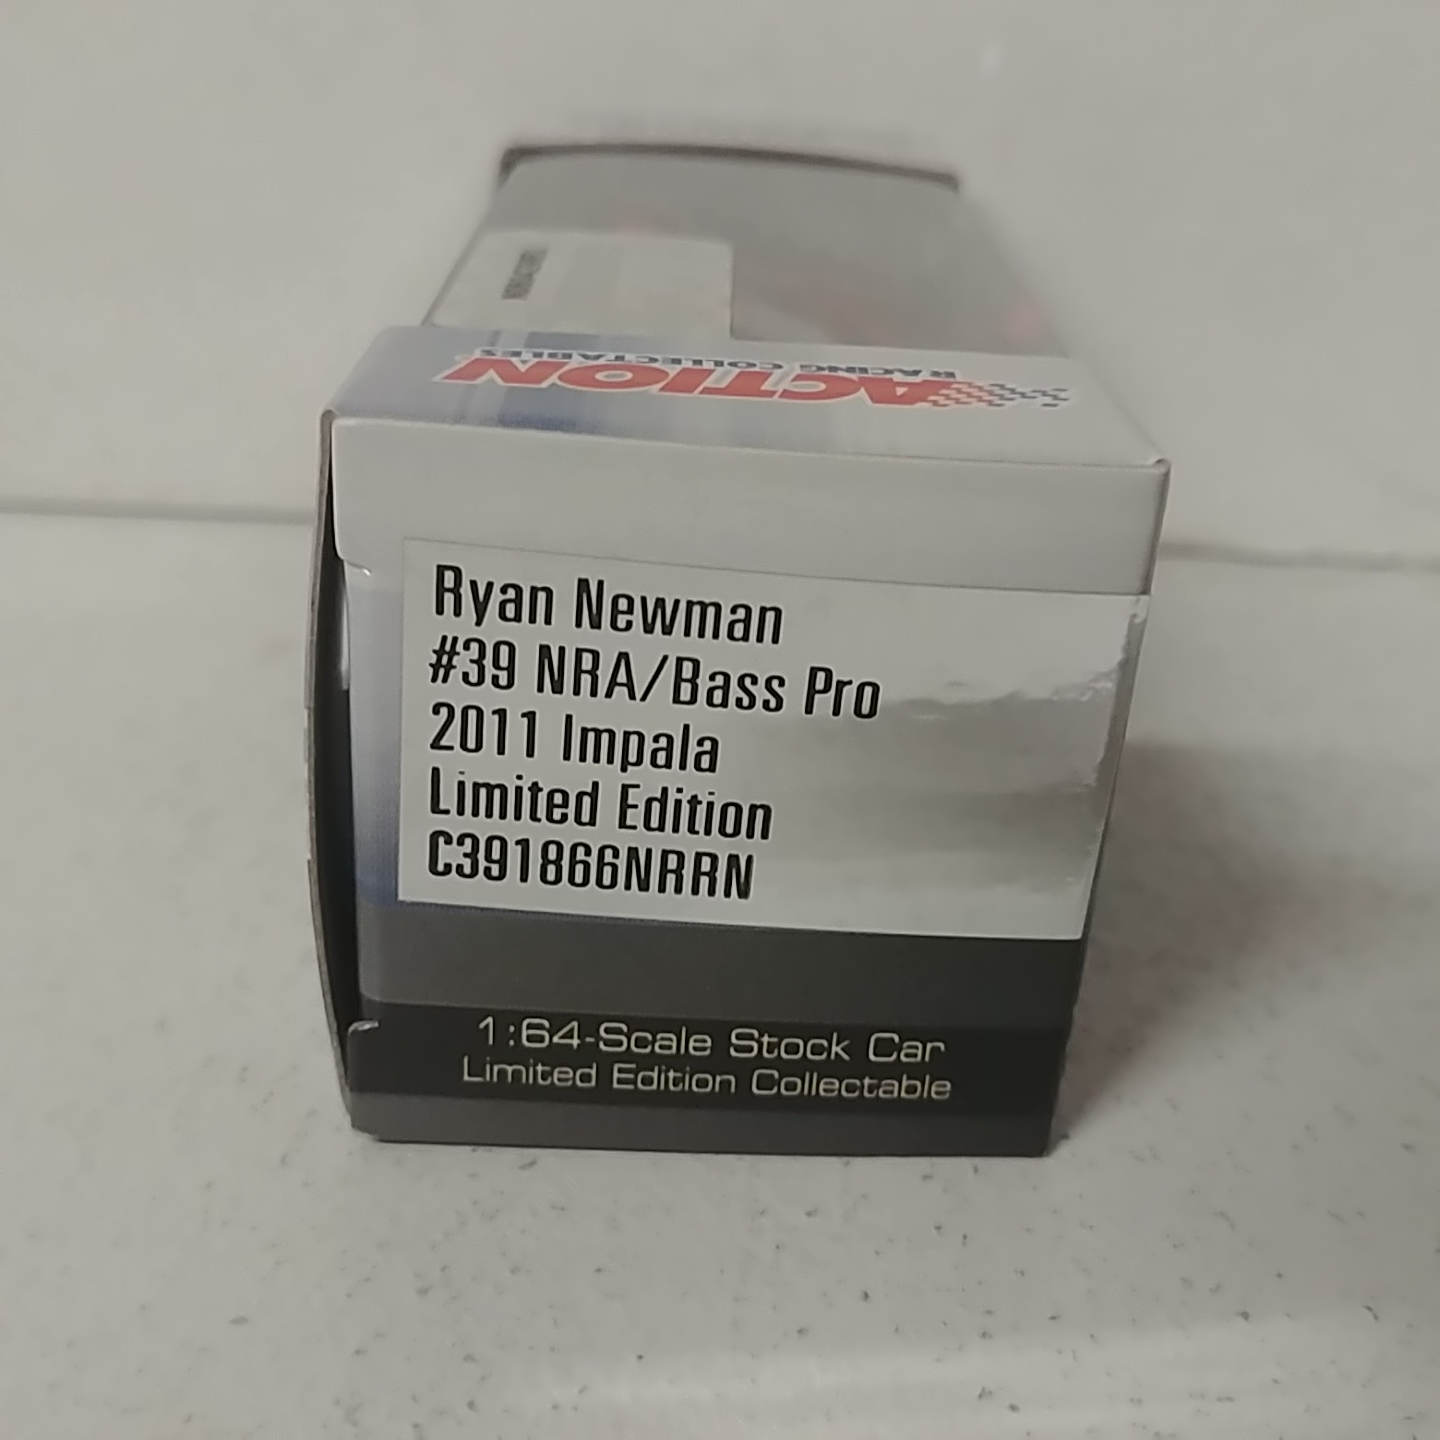 ACTION
RACING COLLECTABLES
Ryan Newman
#39 NRA/Bass Pro
2011 Impala
Limited Edition
C391866NRRN
1:64-Scale Stock Car
Limited Edition Collectable